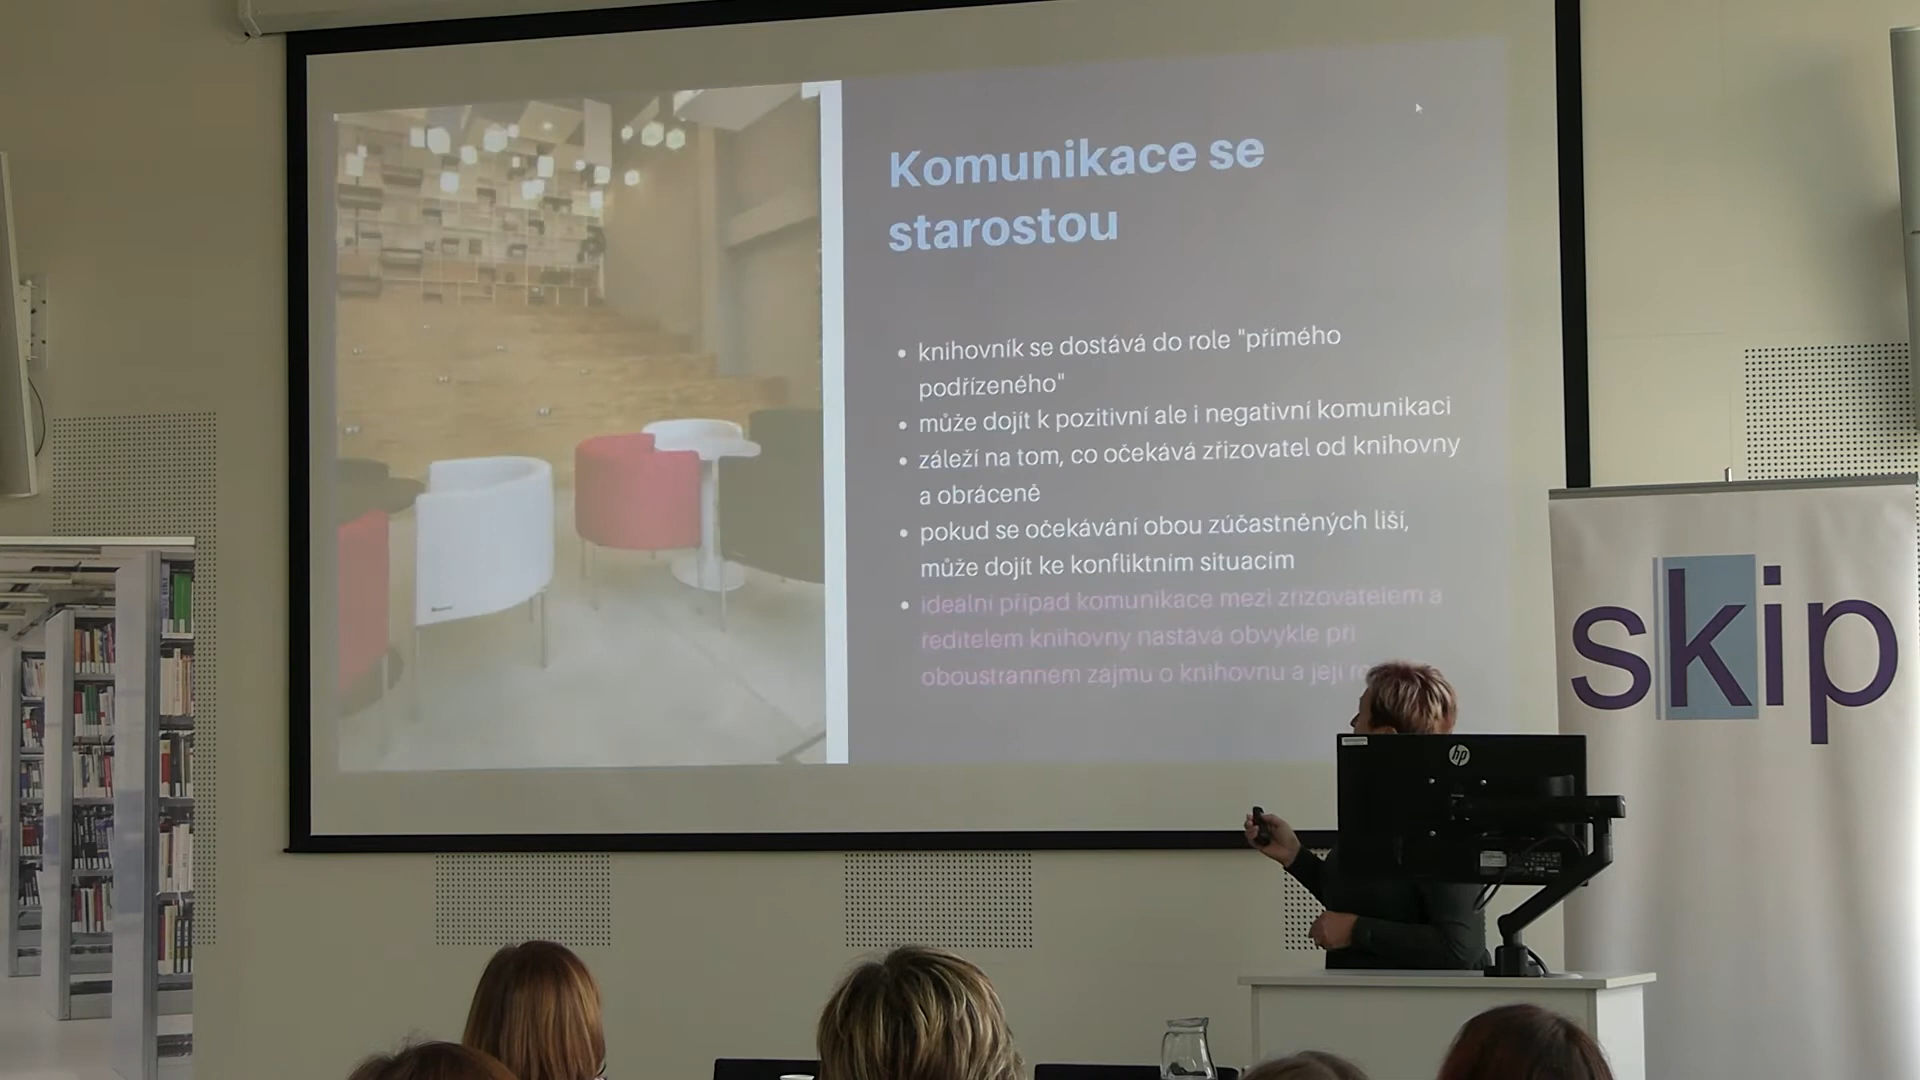 Komunikace se
starostou
• knihovník se dostává do role "přímého
podřízeného"
• může dojít k pozitivní ale i negativní komunikaci
• záleží na tom, co očekává zřizovatel od knihovny
a obráceně
• pokud se očekávání obou zúčastněných liší,
může dojít ke konfliktním situacím
• ideální případ komunikace mezi zřizovatelem a
ředitelem knihovny nastává obvykle při
oboustranném zájmu o knihovnu a její
skip
hp